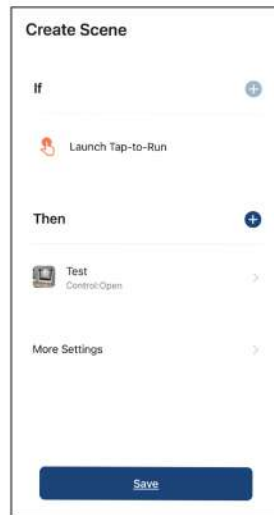 Create Scene
If
Launch Tap-to-Run
Then
Test
Control:Open
More Settings
Save